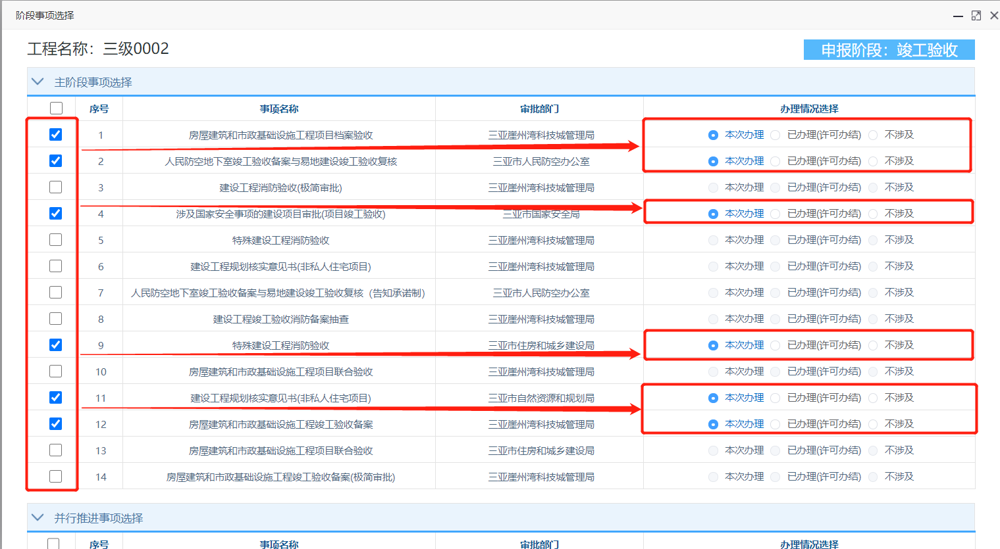 阶段事项选择
工程名称：三级0002
申报阶段：竣工验收
主阶段事项选择
序号 事项名称 审批部门 办理情况选择
1 房屋建筑和市政基础设施工程项目档案验收 三亚崖州湾科技城管理局 本次办理 已办理(许可办结) 不涉及
2 人民防空地下室竣工验收备案与易地建设竣工验收复核 三亚市人民防空办公室 本次办理 已办理(许可办结) 不涉及
3 建设工程消防验收(极简审批) 三亚崖州湾科技城管理局 本次办理 已办理(许可办结) 不涉及
4 涉及国家安全事项的建设项目审批(项目竣工验收) 三亚市国家安全局 本次办理 已办理(许可办结) 不涉及
5 特殊建设工程消防验收 三亚崖州湾科技城管理局 本次办理 已办理(许可办结) 不涉及
6 建设工程规划核实意见书(非私人住宅项目) 三亚崖州湾科技城管理局 本次办理 已办理(许可办结) 不涉及
7 人民防空地下室竣工验收备案与易地建设竣工验收复核（告知承诺制） 三亚市人民防空办公室 本次办理 已办理(许可办结) 不涉及
8 建设工程竣工验收消防备案抽查 三亚崖州湾科技城管理局 本次办理 已办理(许可办结) 不涉及
9 特殊建设工程消防验收 三亚市住房和城乡建设局 本次办理 已办理(许可办结) 不涉及
10 房屋建筑和市政基础设施工程项目联合验收 三亚崖州湾科技城管理局 本次办理 已办理(许可办结) 不涉及
11 建设工程规划核实意见书(非私人住宅项目) 三亚市自然资源和规划局 本次办理 已办理(许可办结) 不涉及
12 房屋建筑和市政基础设施工程竣工验收备案 三亚崖州湾科技城管理局 本次办理 已办理(许可办结) 不涉及
13 房屋建筑和市政基础设施工程项目联合验收 三亚市住房和城乡建设局 本次办理 已办理(许可办结) 不涉及
14 房屋建筑和市政基础设施工程竣工验收备案(极简审批) 三亚崖州湾科技城管理局 本次办理 已办理(许可办结) 不涉及
并行推进事项选择
序号 事项名称 审批部门 办理情况选择